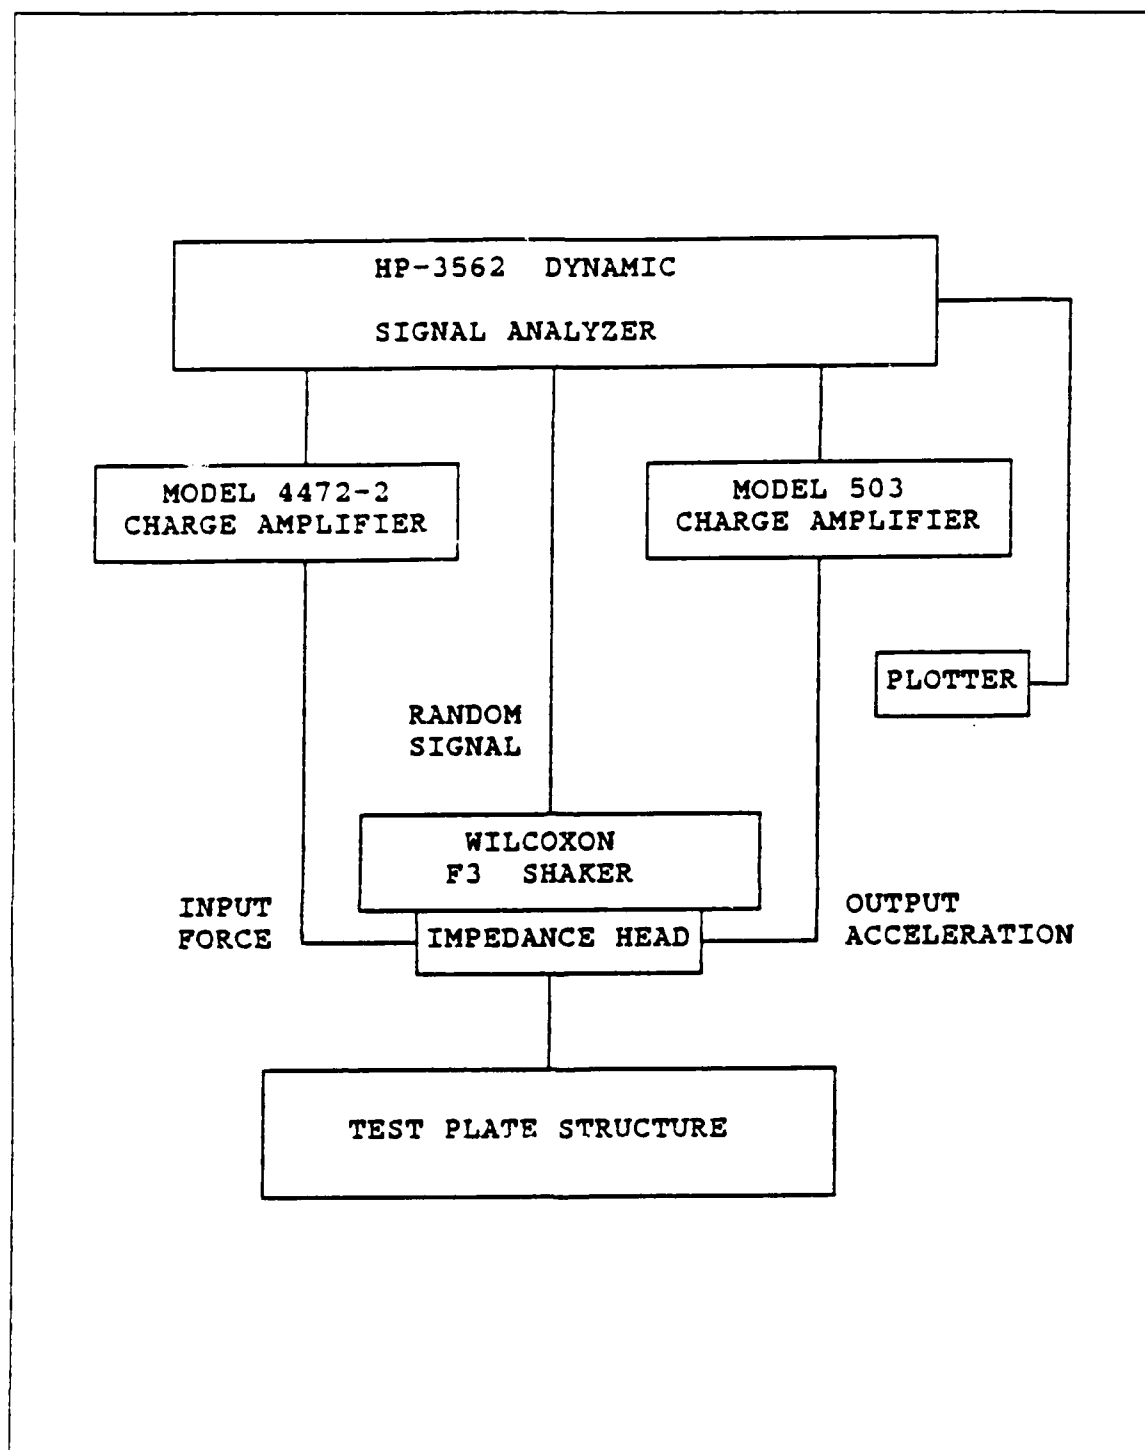 HP-3562 DYNAMIC
SIGNAL ANALYZER
MODEL 4472-2
CHARGE AMPLIFIER
MODEL 503
CHARGE AMPLIFIER
PLOTTER
RANDOM
SIGNAL
WILCOXON
F3 SHAKER
INPUT
FORCE
IMPEDANCE HEAD
OUTPUT
ACCELERATION
TEST PLATE STRUCTURE